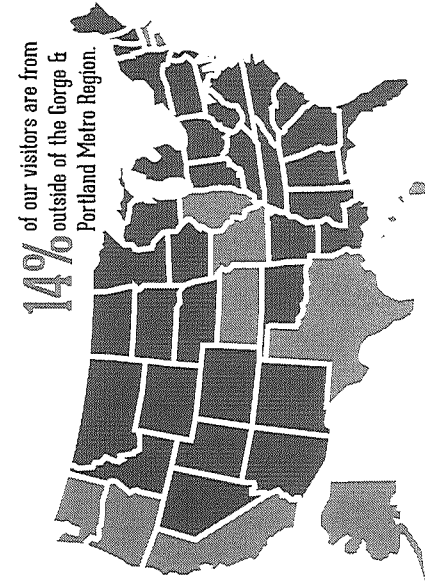 14% of our visitors are from
outside of the Gorge &
Portland Metro Region.